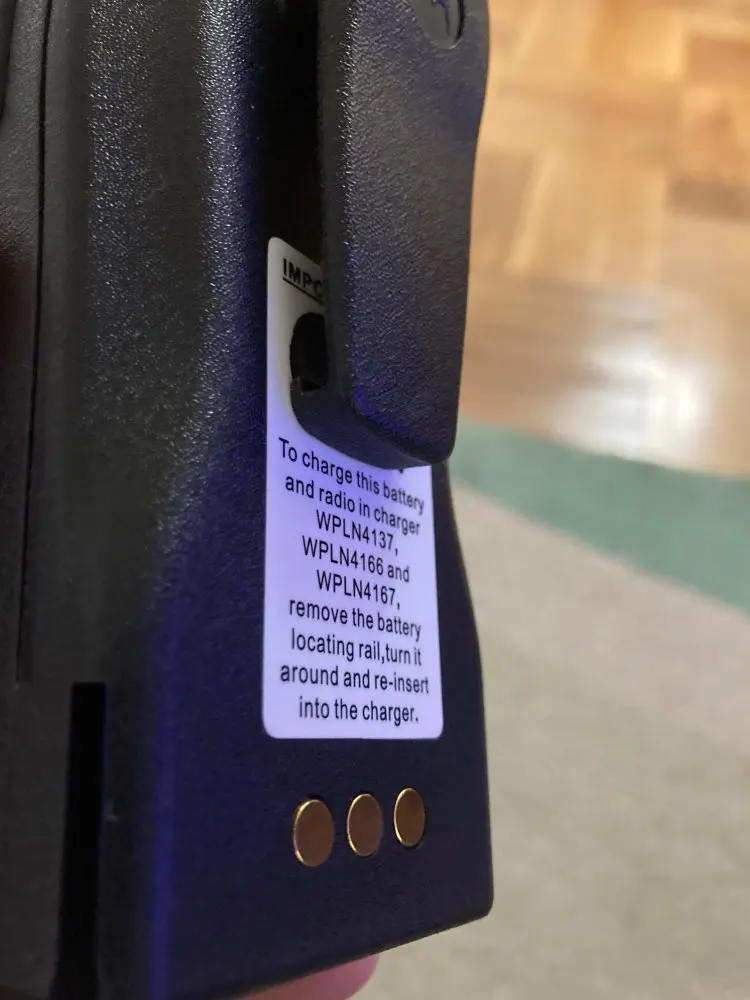 To charge this battery
and radio in charger
WPLN4137,
WPLN4166 and
WPLN4167,
remove the battery
locating rail,turn it
around and re-insert
into the charger.